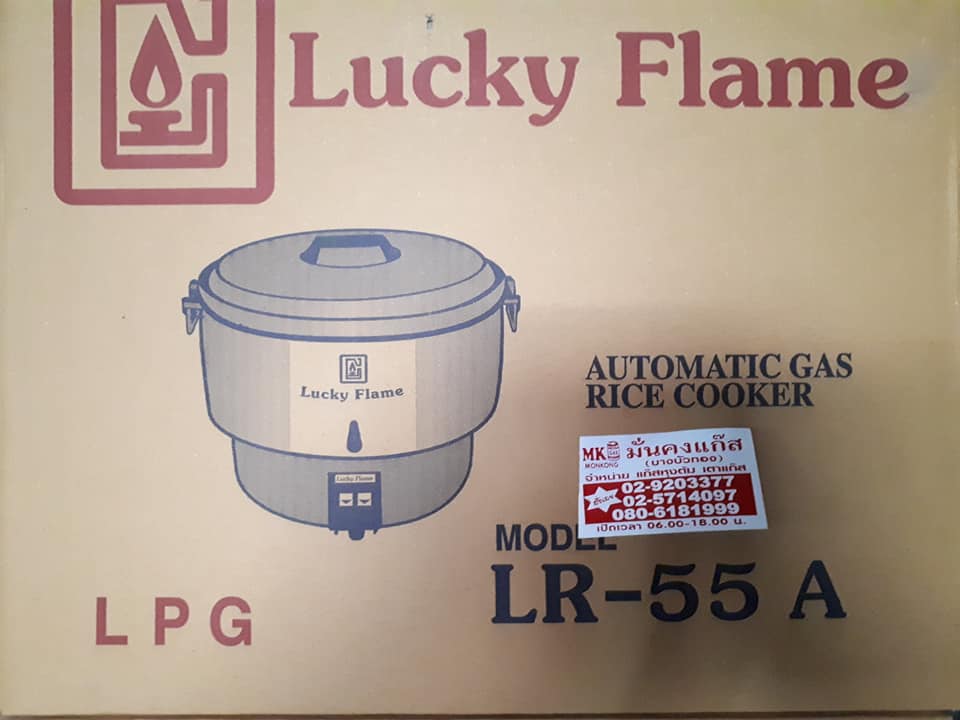 Lucky Flame
Lucky Flame
Lucky Flame
AUTOMATIC GAS
RICE COOKER
MK มั่นคงแก๊ส
MONKONG (บางบัวทอง)
จำหน่าย แก๊สหุงต้ม เตาแก๊ส
02-9203377
02-5714097
080-6181999
เปิดเวลา 06.00-18.00 น.
MODEL
LR-55 A
LPG